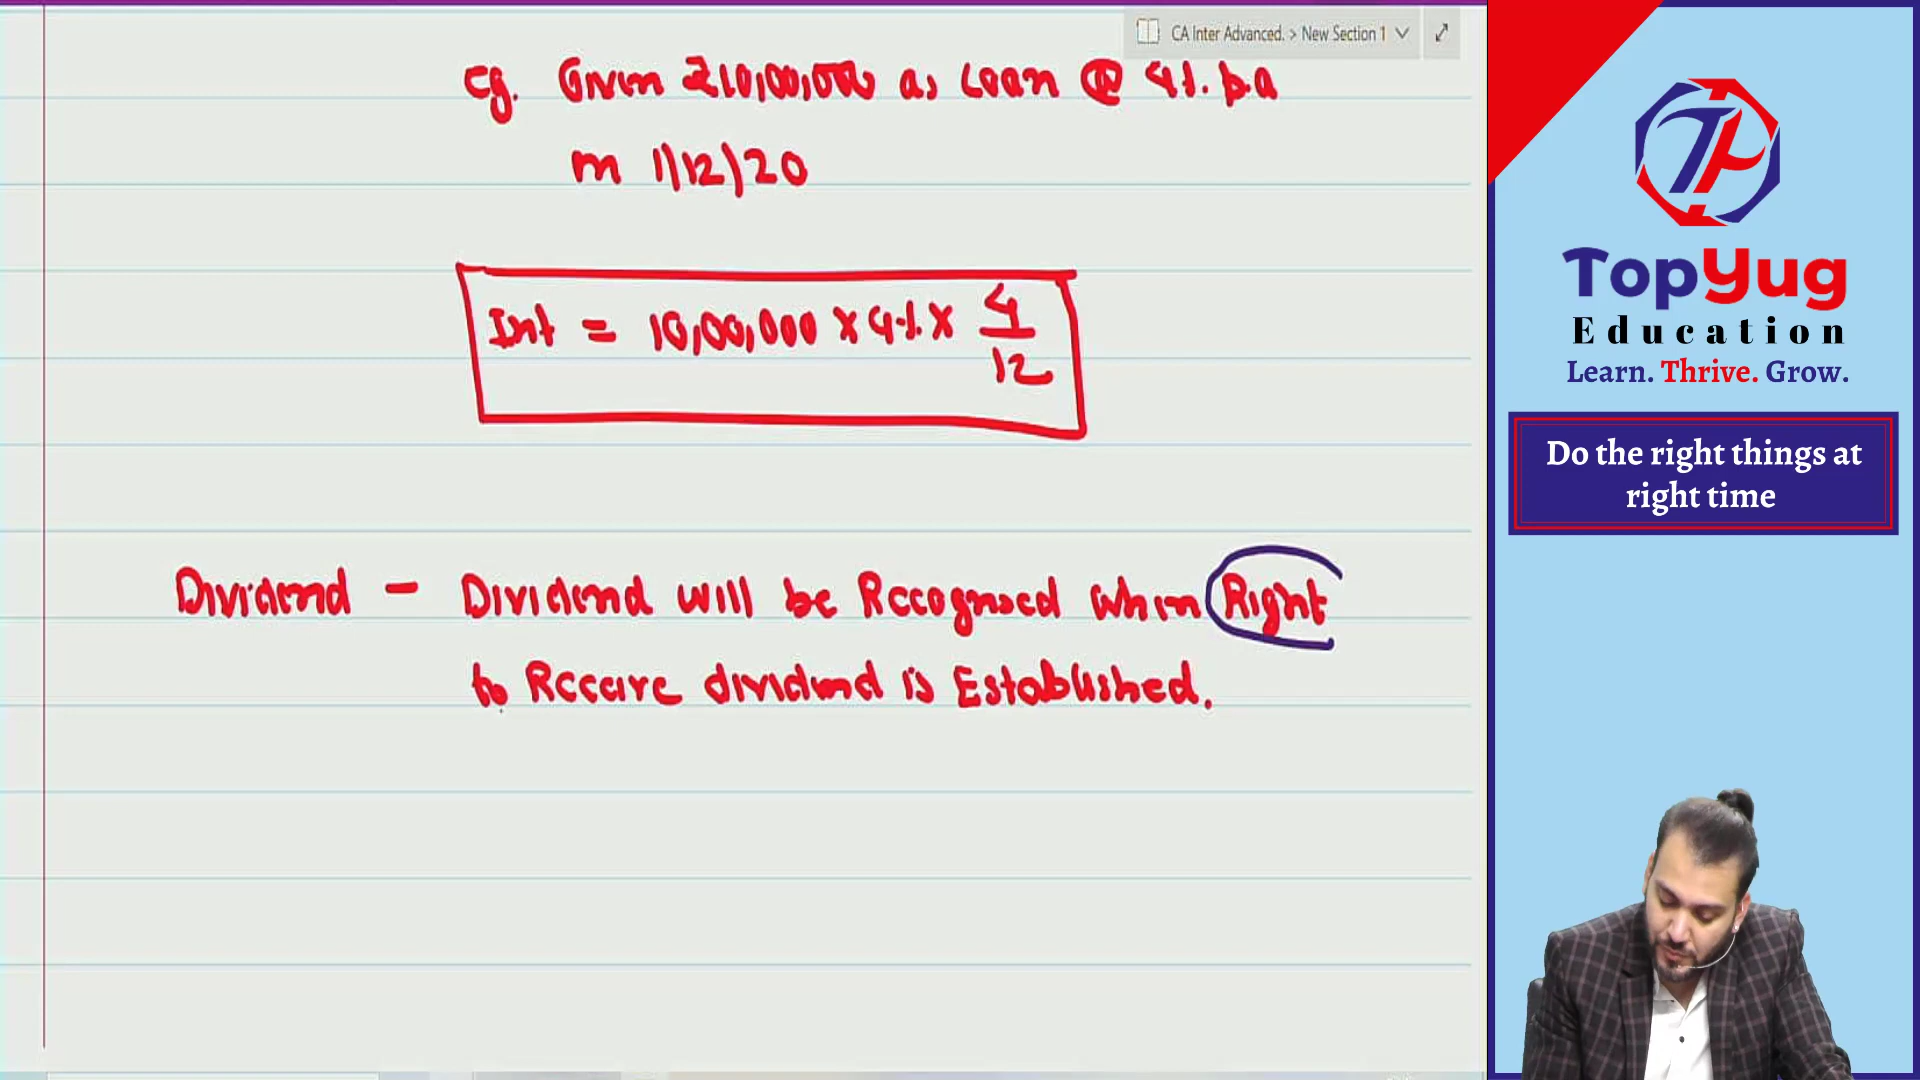 CA Inter Advanced. > New Section 1
eg. Given ₹10,00,000 as Loan @ 4%. p.a
on 1/12/20
Int = 10,00,000 x 4% x 4/12
Dividend - Dividend will be Recognised when Right
to Receive dividend is Established.
TopYug
Education
Learn. Thrive. Grow.
Do the right things at
right time